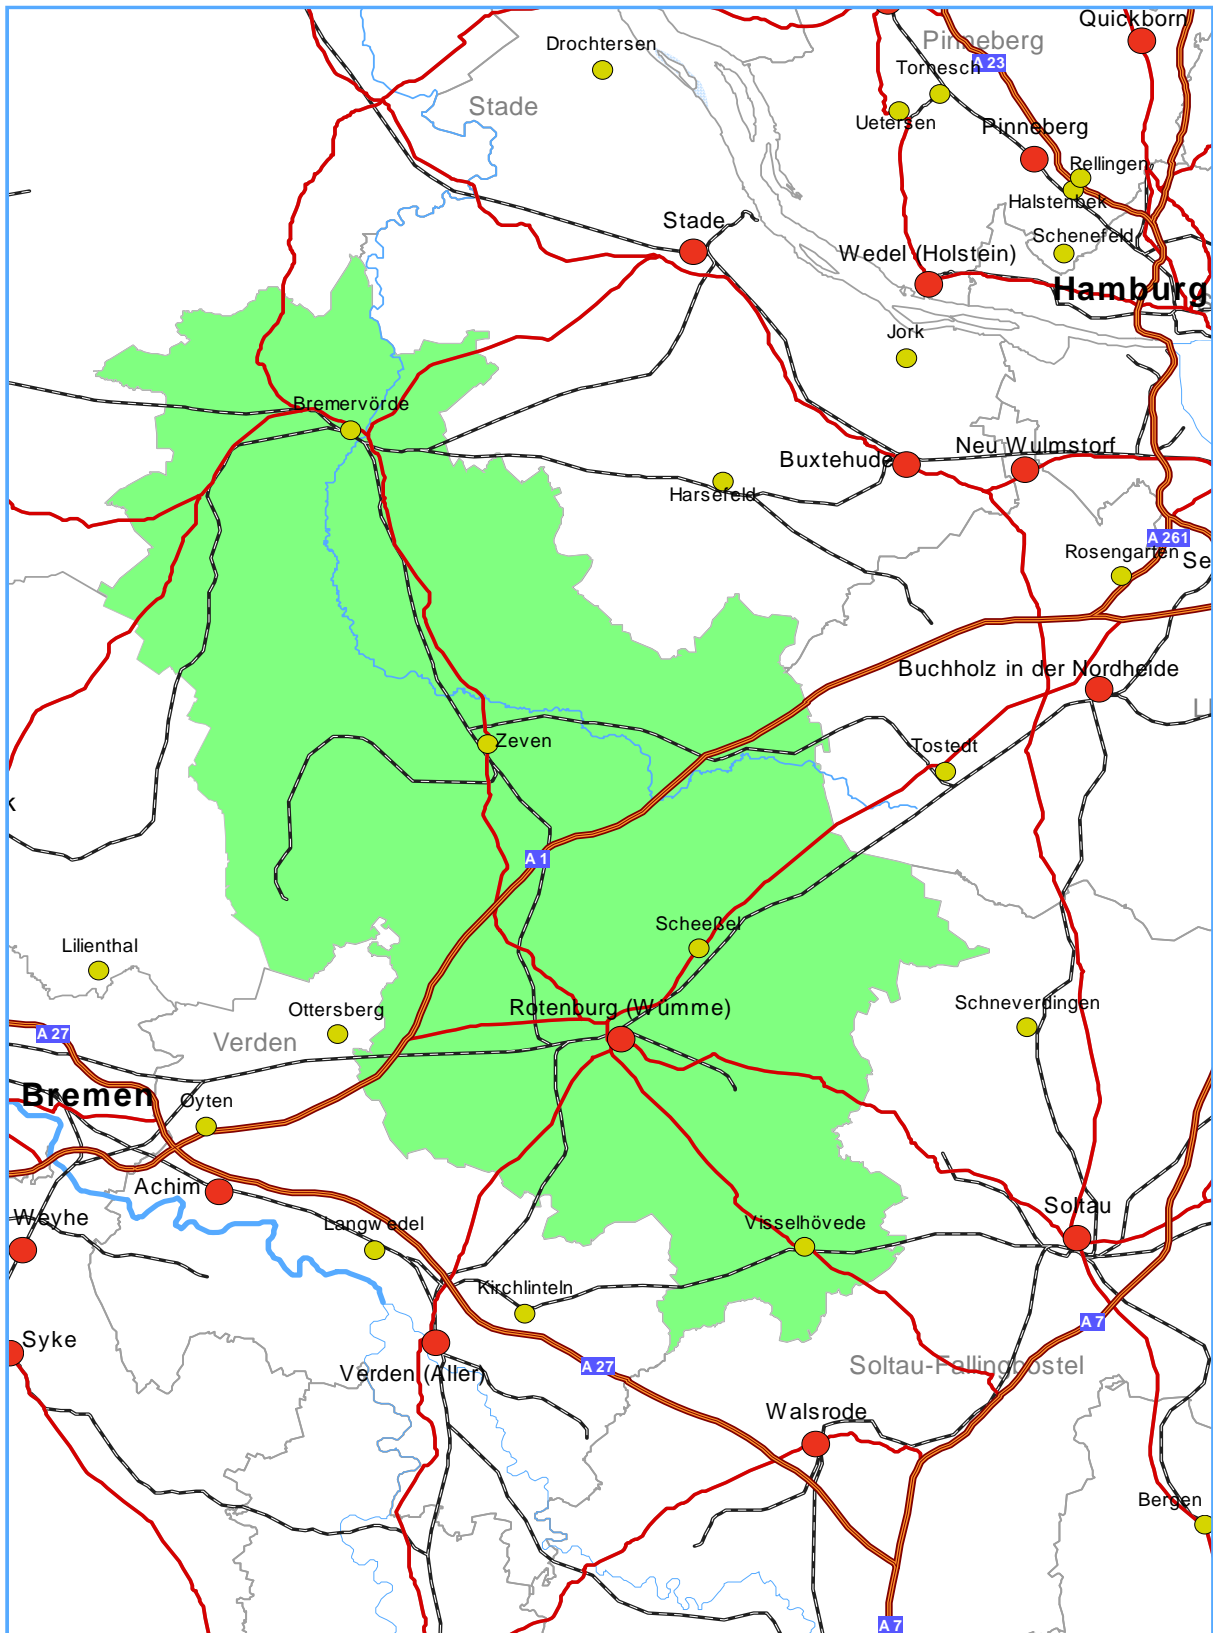 Quickborn
Drochtersen
Pinneberg
A 23
Tornesch
Stade
Uetersen
Pinneberg
Rellingen
Halstenbek
Stade
Schenefeld
Wedel (Holstein)
Hamburg
Jork
Bremervörde
Neu Wulmstorf
Buxtehude
Harsefeld
A 261
Rosengarten
Se
Buchholz in der Nordheide
Zeven
Tostedt
A 1
Scheeßel
Lilienthal
Schneverdingen
Ottersberg
Rotenburg (Wümme)
A 27
Verden
Bremen
Oyten
Achim
Soltau
Weyhe
Langwedel
Visselhövede
Kirchlinteln
A 7
Syke
A 27
Soltau-Fallingbostel
Verden (Aller)
Walsrode
Bergen
A 7